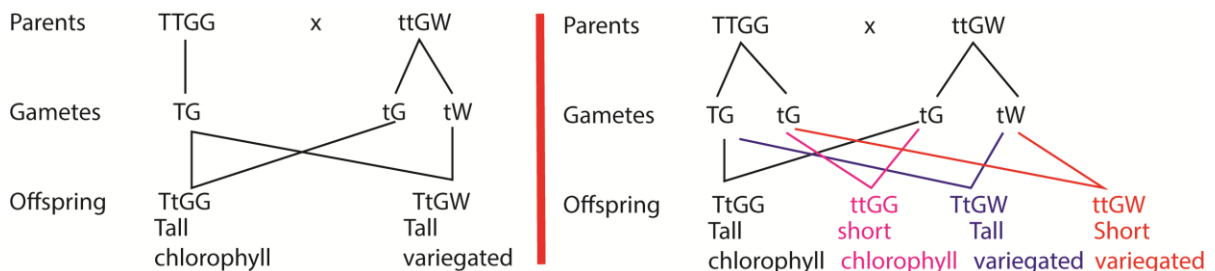 Parents TTGG x ttGW
Gametes TG tG tW
Offspring TtGG TtGW
Tall Tall
chlorophyll variegated
Parents TTGG x ttGW
Gametes TG tG tG tW
Offspring TtGG ttGG TtGW ttGW
Tall short Tall Short
chlorophyll chlorophyll variegated variegated